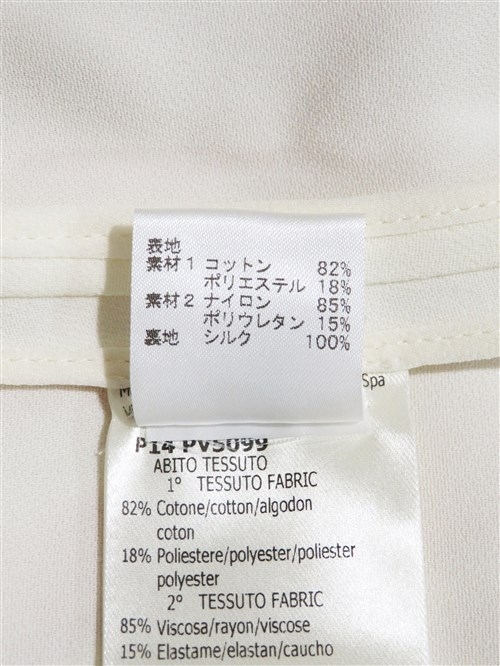 表地
素材1 コットン 82%
ポリエステル 18%
素材2 ナイロン 85%
ポリウレタン 15%
裏地 シルク 100%
Spa
P14 PVS099
ABITO TESSUTO
1° TESSUTO FABRIC
82% Cotone/cotton/algodon
coton
18% Poliestere/polyester/poliester
polyester
2° TESSUTO FABRIC
85% Viscosa/rayon/viscose
15% Elastame/elastan/caucho